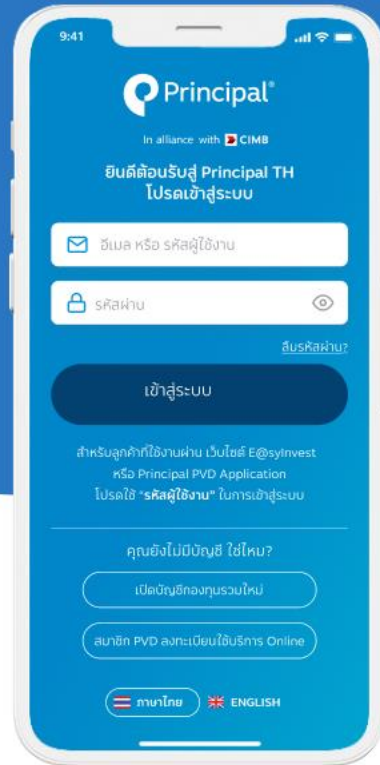 9:41
Principal®
In alliance with CIMB
ยินดีต้อนรับสู่ Principal TH
โปรดเข้าสู่ระบบ
อีเมล หรือ รหัสผู้ใช้งาน
รหัสผ่าน
ลืมรหัสผ่าน?
เข้าสู่ระบบ
สำหรับลูกค้าที่ใช้งานผ่าน เว็บไซต์ E@syInvest
หรือ Principal PVD Application
โปรดใช้ "รหัสผู้ใช้งาน" ในการเข้าสู่ระบบ
คุณยังไม่มีบัญชี ใช่ไหม?
เปิดบัญชีกองทุนรวมใหม่
สมาชิก PVD ลงทะเบียนใช้บริการ Online
ภาษาไทย ENGLISH